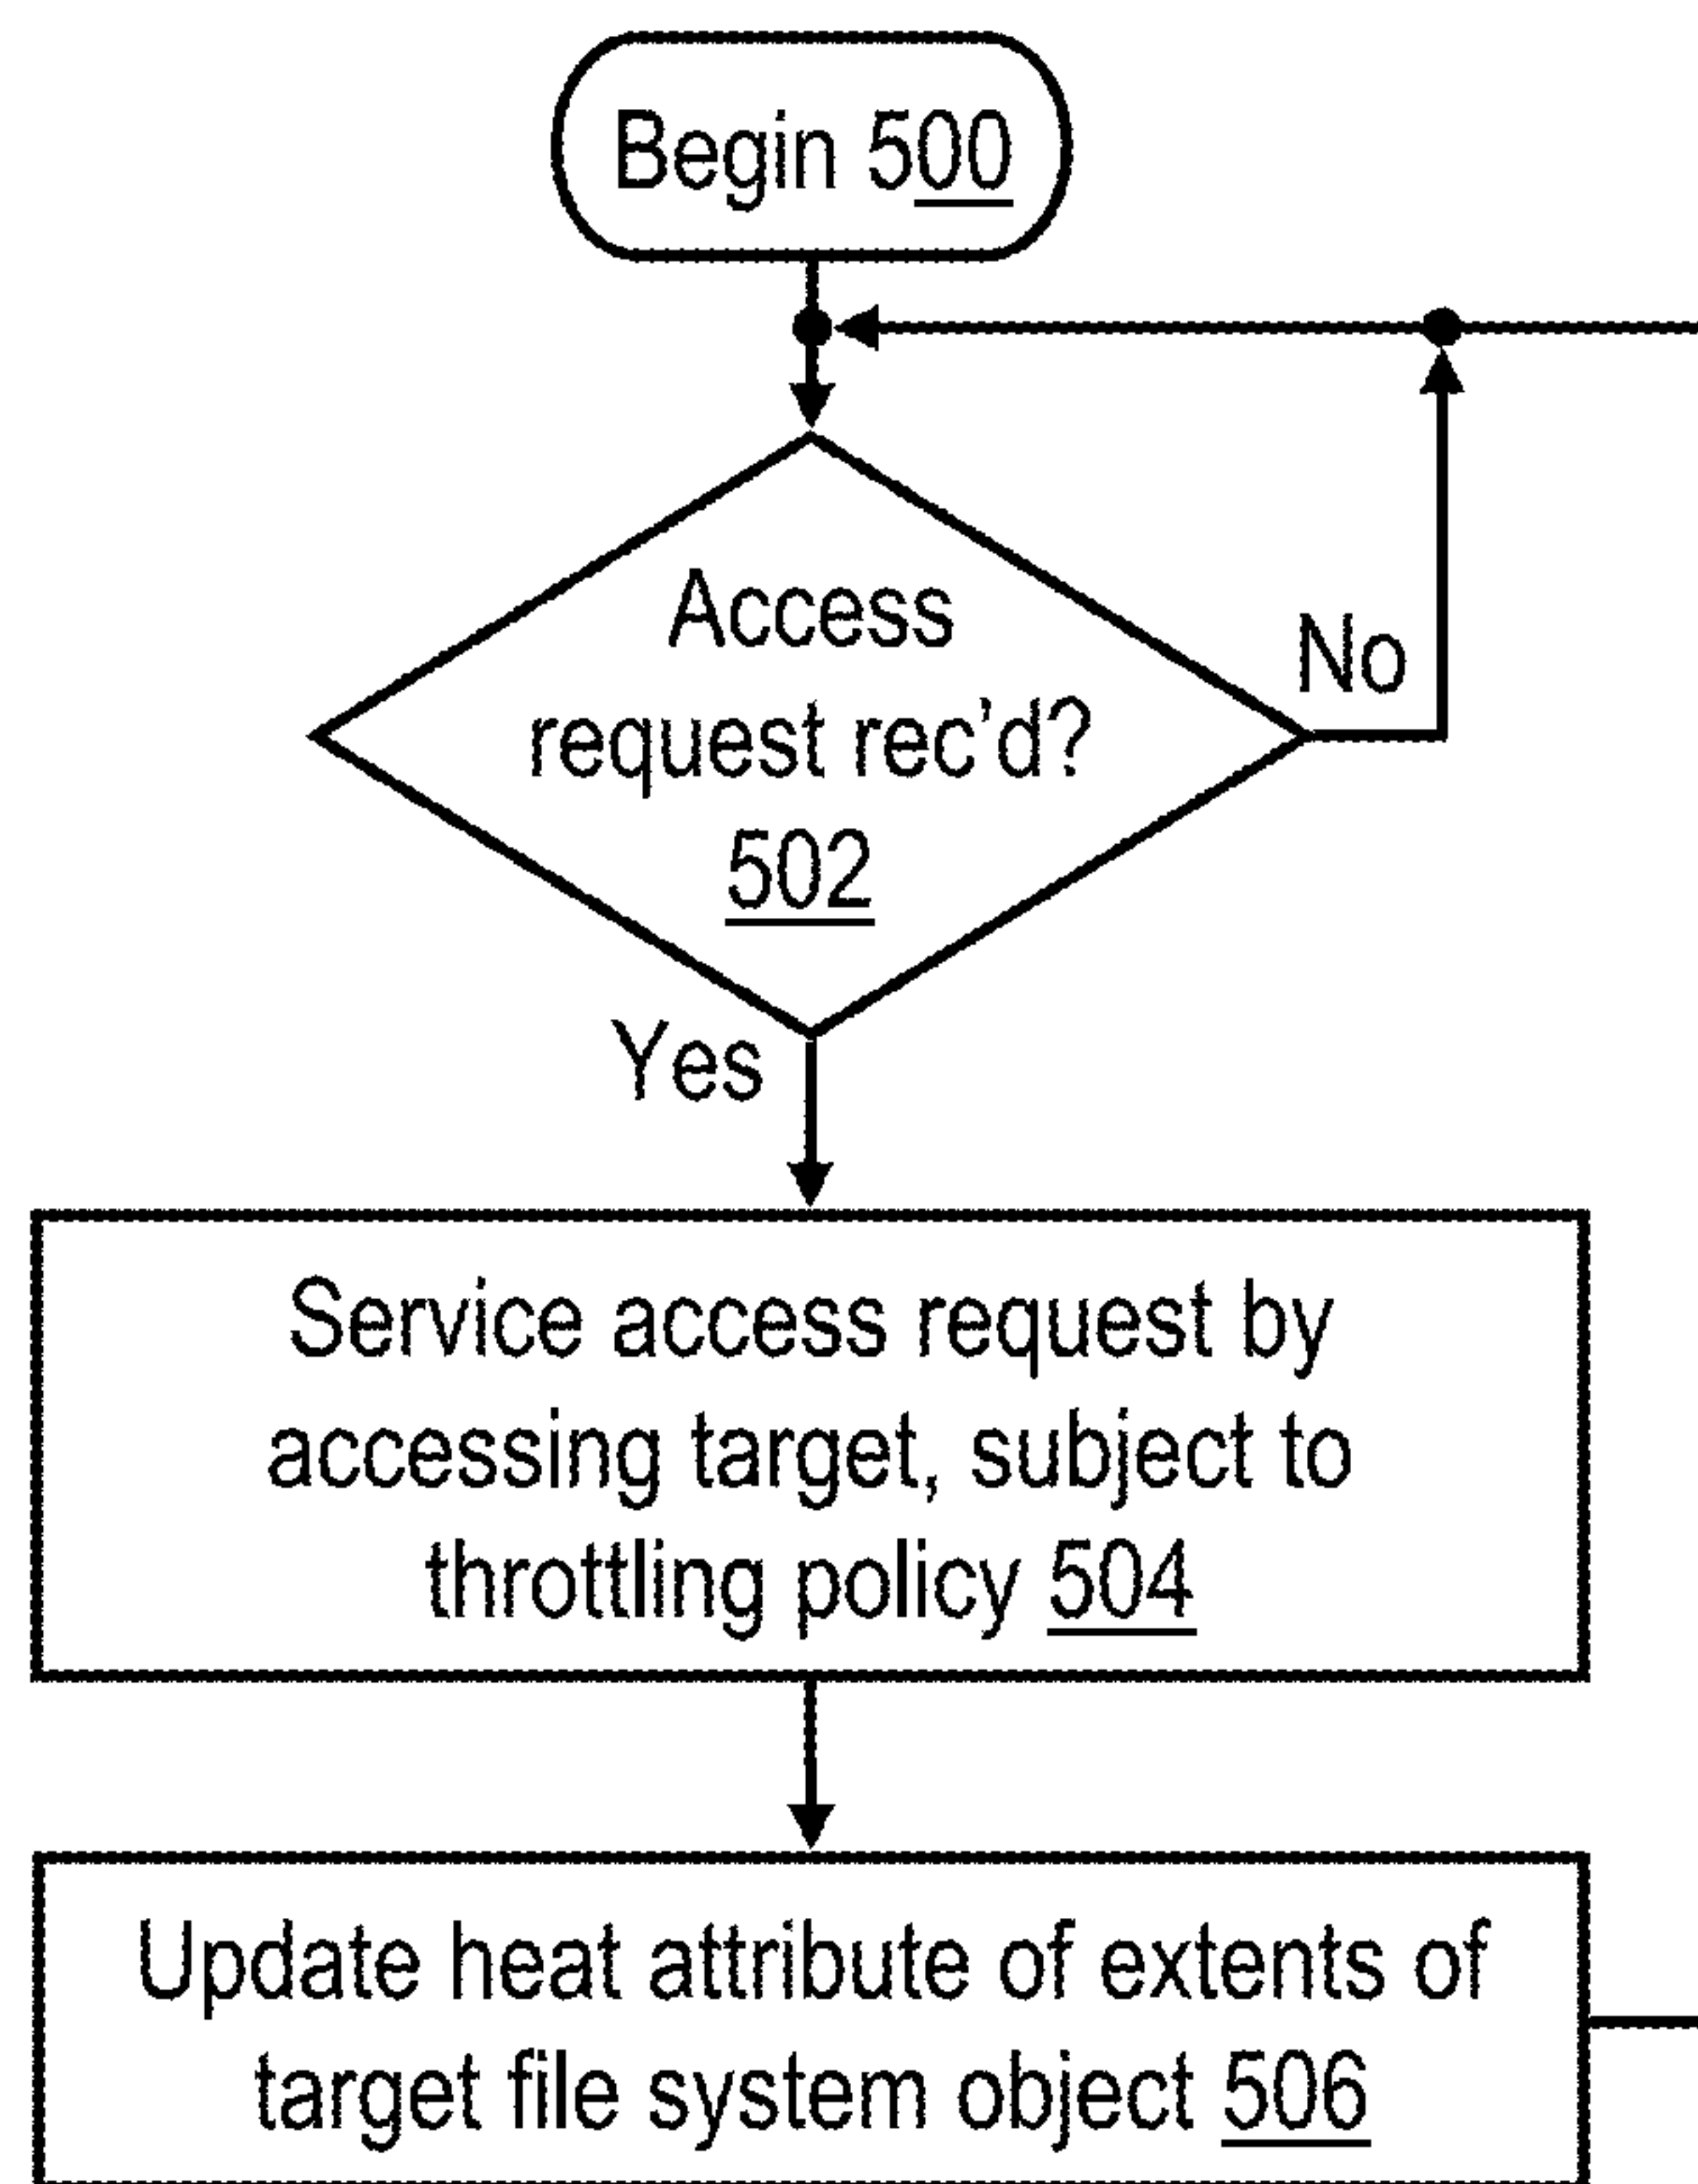 Begin 500
Access
request rec'd?
502
No
Yes
Service access request by
accessing target, subject to
throttling policy 504
Update heat attribute of extents of
target file system object 506